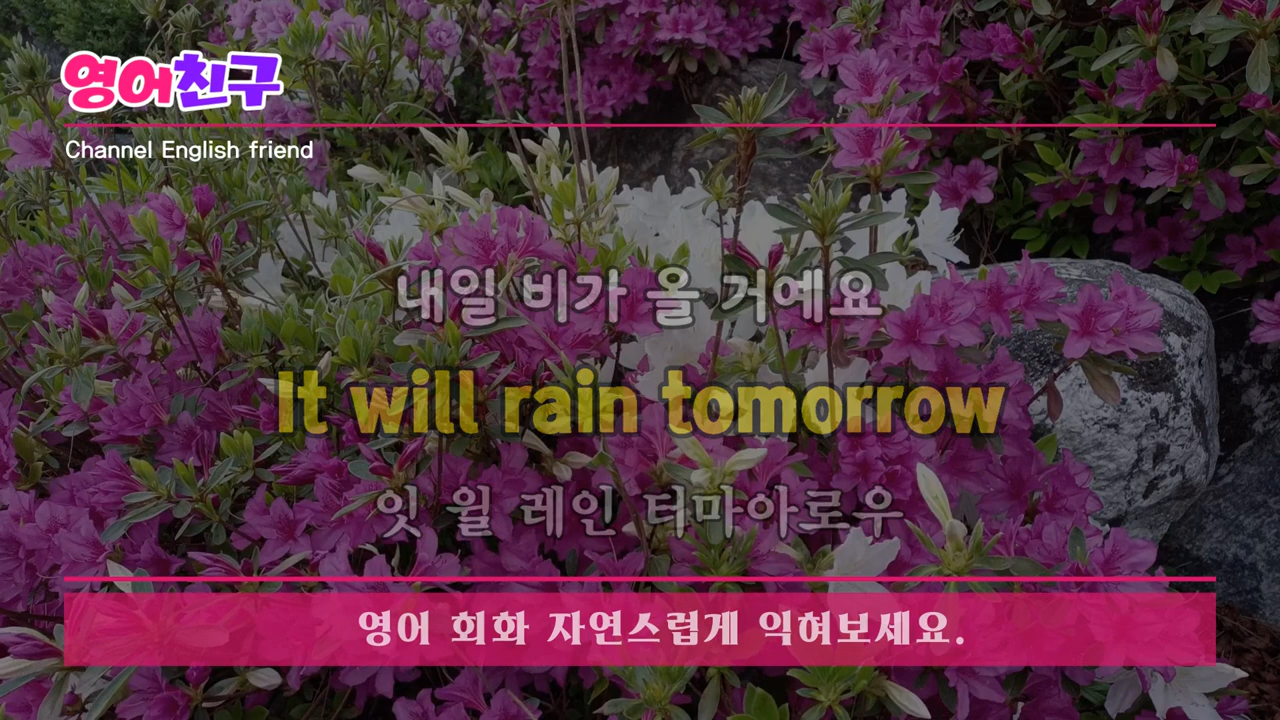 영어친구
Channel English friend
내일 비가 올 거예요
It will rain tomorrow
잇 윌 레인 터마아로우
영어 회화 자연스럽게 익혀보세요.